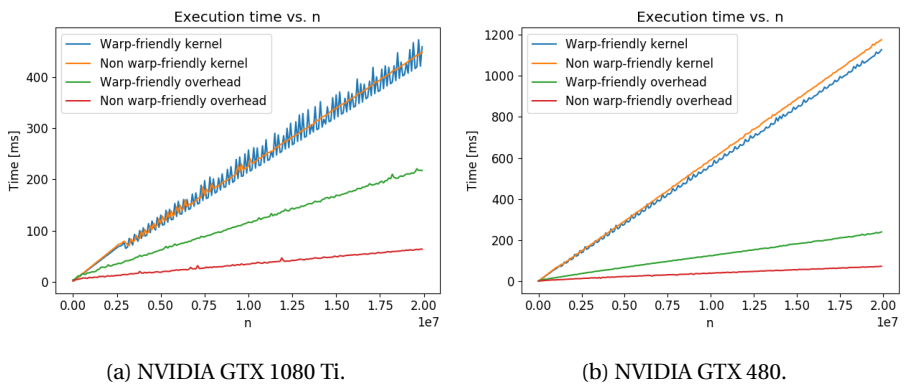 Execution time vs. n
Warp-friendly kernel
Non warp-friendly kernel
Warp-friendly overhead
Non warp-friendly overhead
Time [ms]
400
300
200
100
0
0.00 0.25 0.50 0.75 1.00 1.25 1.50 1.75 2.00
1e7
n
(a) NVIDIA GTX 1080 Ti.
Execution time vs. n
Warp-friendly kernel
Non warp-friendly kernel
Warp-friendly overhead
Non warp-friendly overhead
Time [ms]
1200
1000
800
600
400
200
0
0.00 0.25 0.50 0.75 1.00 1.25 1.50 1.75 2.00
1e7
n
(b) NVIDIA GTX 480.